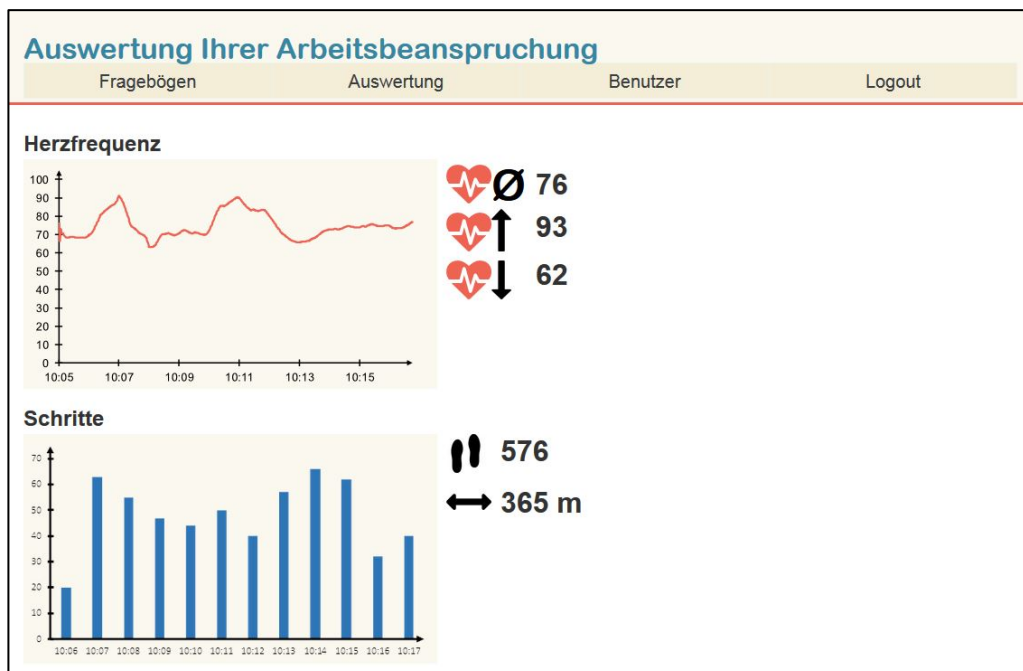 Auswertung Ihrer Arbeitsbeanspruchung
Fragebögen Auswertung Benutzer Logout
Herzfrequenz
100
90
80
70
60
50
40
30
20
10
0
10:05 10:07 10:09 10:11 10:13 10:15
Ø 76
93
62
Schritte
70
60
50
40
30
20
10
0
10:06 10:07 10:08 10:09 10:10 10:11 10:12 10:13 10:14 10:15 10:16 10:17
576
365 m